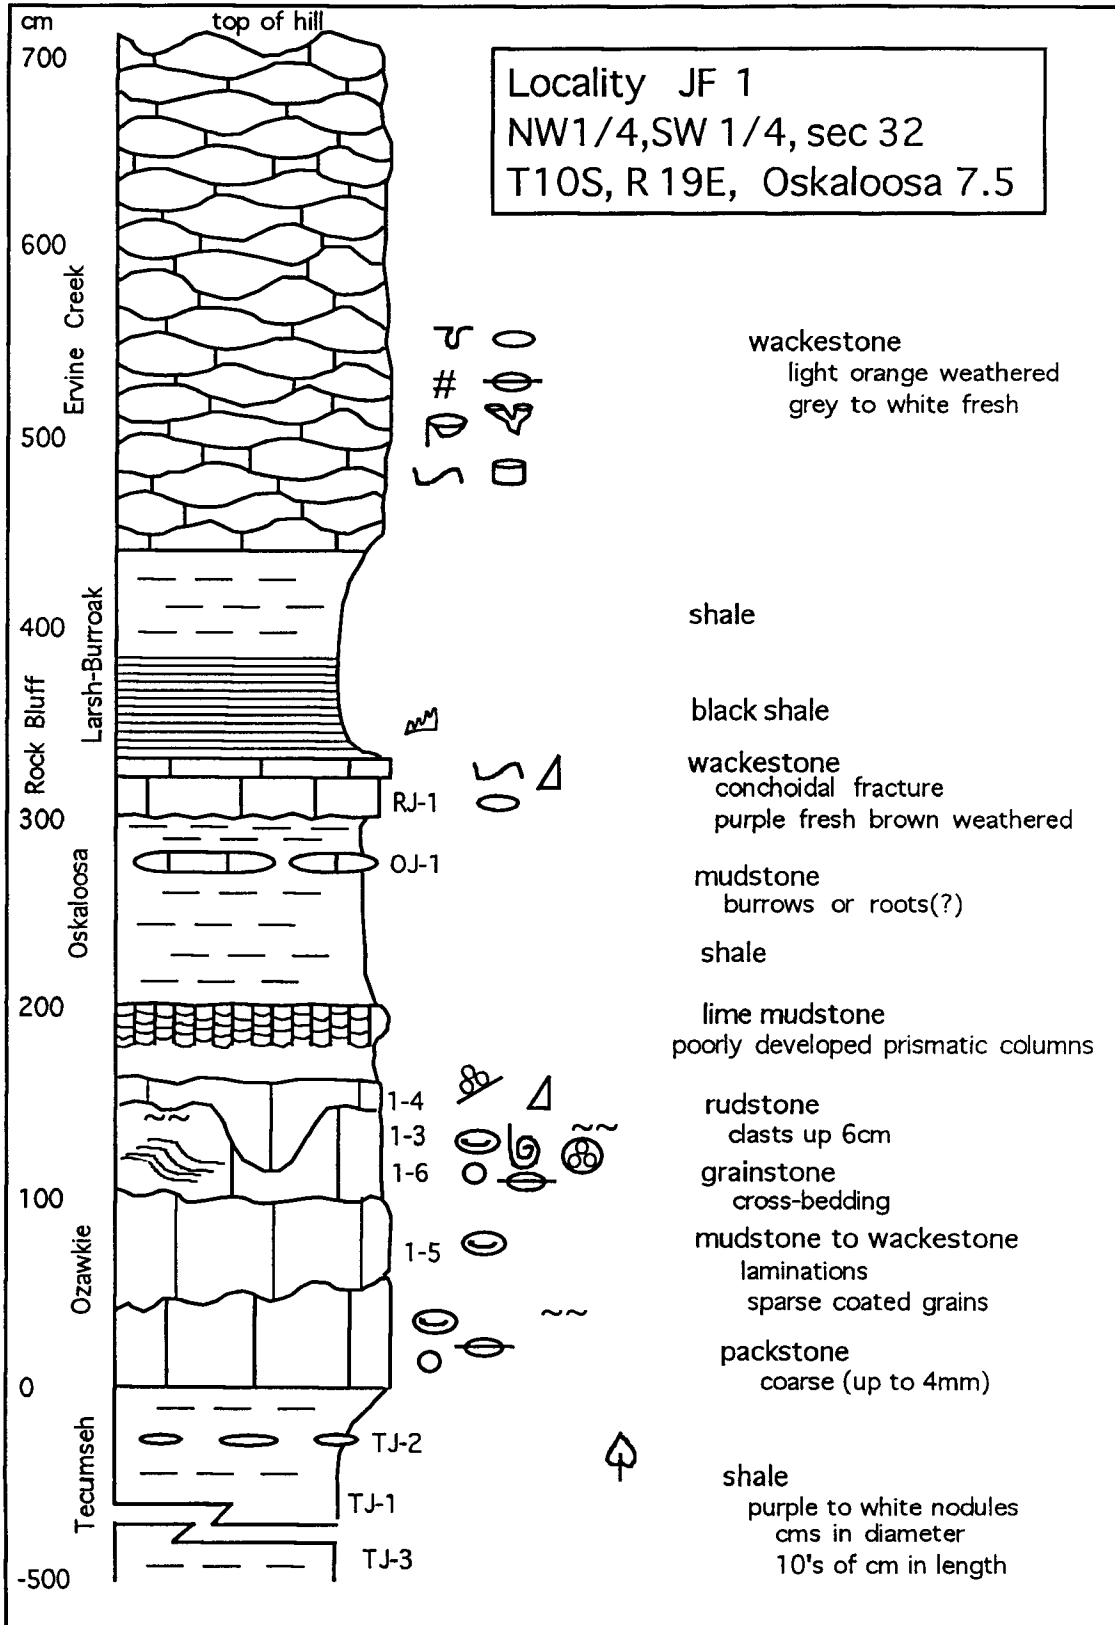 cm
top of hill
700
Locality JF 1
NW1/4,SW 1/4, sec 32
T10S, R 19E, Oskaloosa 7.5
600
Ervine Creek
wackestone
light orange weathered
#
grey to white fresh
500
400
Larsh-Burroak
shale
black shale
Rock Bluff
wackestone
conchoidal fracture
RJ-1
purple fresh brown weathered
300
OJ-1
Oskaloosa
mudstone
burrows or roots(?)
shale
200
lime mudstone
poorly developed prismatic columns
1-4
rudstone
clasts up 6cm
1-3
~~
~~
1-6
grainstone
cross-bedding
100
Ozawkie
1-5
mudstone to wackestone
laminations
sparse coated grains
~~
packstone
coarse (up to 4mm)
0
Tecumseh
TJ-2
shale
TJ-1
purple to white nodules
cms in diameter
TJ-3
10's of cm in length
-500